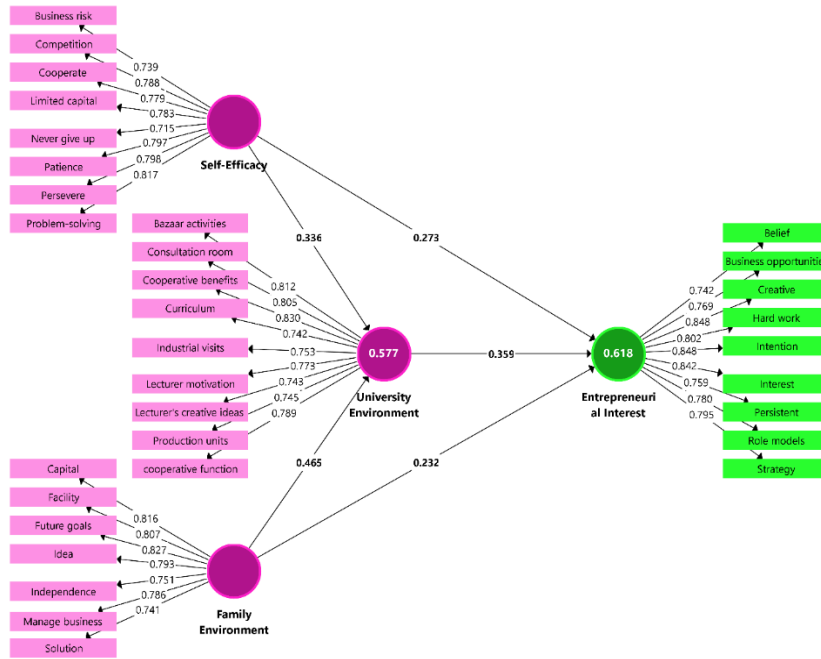 Business risk
Competition
Cooperate
Limited capital
Never give up
Patience
Persevere
Problem-solving
0.739
0.788
0.779
0.783
0.715
0.797
0.798
0.817
Self-Efficacy
0.336
0.273
Bazaar activities
Consultation room
Cooperative benefits
Curriculum
Industrial visits
Lecturer motivation
Lecturer's creative ideas
Production units
cooperative function
0.812
0.805
0.830
0.742
0.753
0.773
0.743
0.745
0.789
0.577
University
Environment
0.359
0.618
Entrepreneuri
al Interest
0.742
0.769
0.848
0.802
0.848
0.842
0.759
0.780
0.795
Belief
Business opportunitie
Creative
Hard work
Intention
Interest
Persistent
Role models
Strategy
0.465
0.232
Capital
Facility
Future goals
Idea
Independence
Manage business
Solution
0.816
0.807
0.827
0.793
0.751
0.786
0.741
Family
Environment